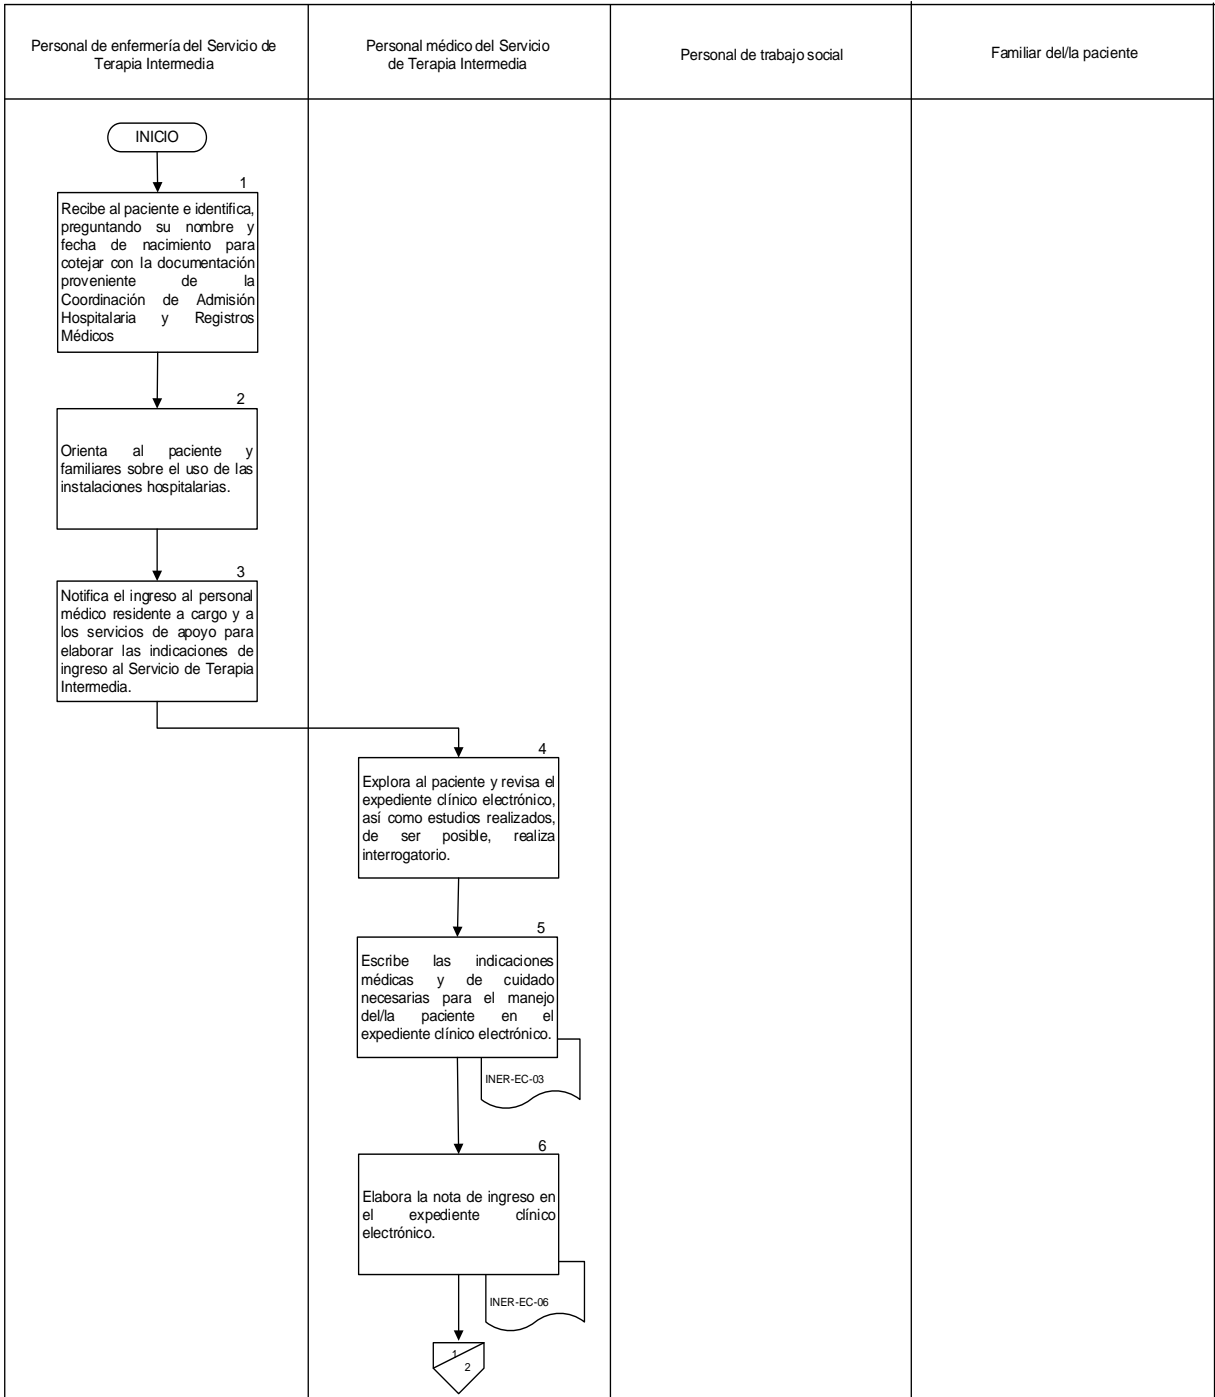 Personal de enfermería del Servicio de
Terapia Intermedia
Personal médico del Servicio
de Terapia Intermedia
Personal de trabajo social
Familiar del/la paciente
INICIO
1
Recibe al paciente e identifica,
preguntando su nombre y
fecha de nacimiento para
cotejar con la documentación
proveniente de la
Coordinación de Admisión
Hospitalaria y Registros
Médicos
2
Orienta al paciente y
familiares sobre el uso de las
instalaciones hospitalarias.
3
Notifica el ingreso al personal
médico residente a cargo y a
los servicios de apoyo para
elaborar las indicaciones de
ingreso al Servicio de Terapia
Intermedia.
4
Explora al paciente y revisa el
expediente clínico electrónico,
así como estudios realizados,
de ser posible, realiza
interrogatorio.
5
Escribe las indicaciones
médicas y de cuidado
necesarias para el manejo
del/la paciente en el
expediente clínico electrónico.
INER-EC-03
6
Elabora la nota de ingreso en
el expediente clínico
electrónico.
INER-EC-06
1
2